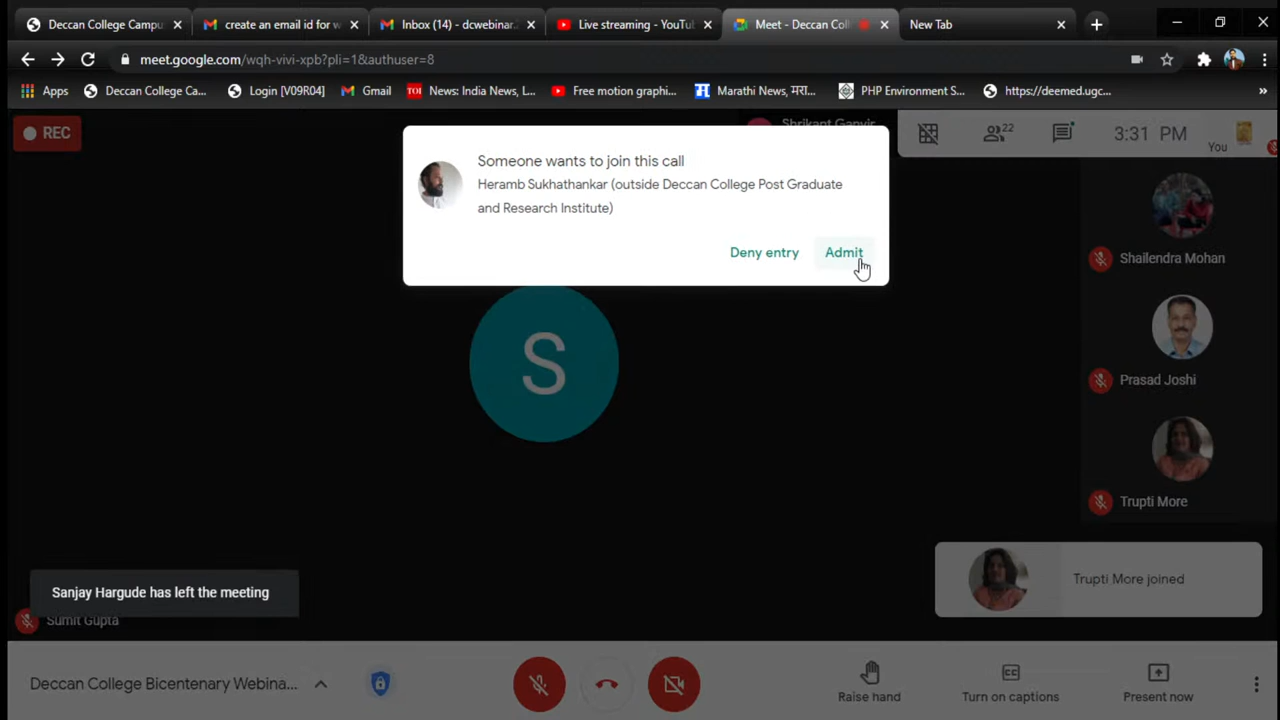 Deccan College Campu
create an email id for w
Inbox (14) - dcwebinar.
Live streaming - YouTu
Meet - Deccan Col
New Tab
meet.google.com/wqh-vivi-xpb?pli=1&authuser=8
Apps
Deccan College Ca...
Login [V09R04]
Gmail
TOI
News: India News, L...
Free motion graphi...
Marathi News, मरा...
PHP Environment S...
https://deemed.ugc...
»
REC
Shrikant Ganvir
22
3:31 PM
You
Someone wants to join this call
Heramb Sukhathankar (outside Deccan College Post Graduate
and Research Institute)
Deny entry
Admit
S
Shailendra Mohan
Prasad Joshi
Trupti More
Trupti More joined
Sanjay Hargude has left the meeting
Sumit Gupta
Deccan College Bicentenary Webina...
Raise hand
Turn on captions
Present now